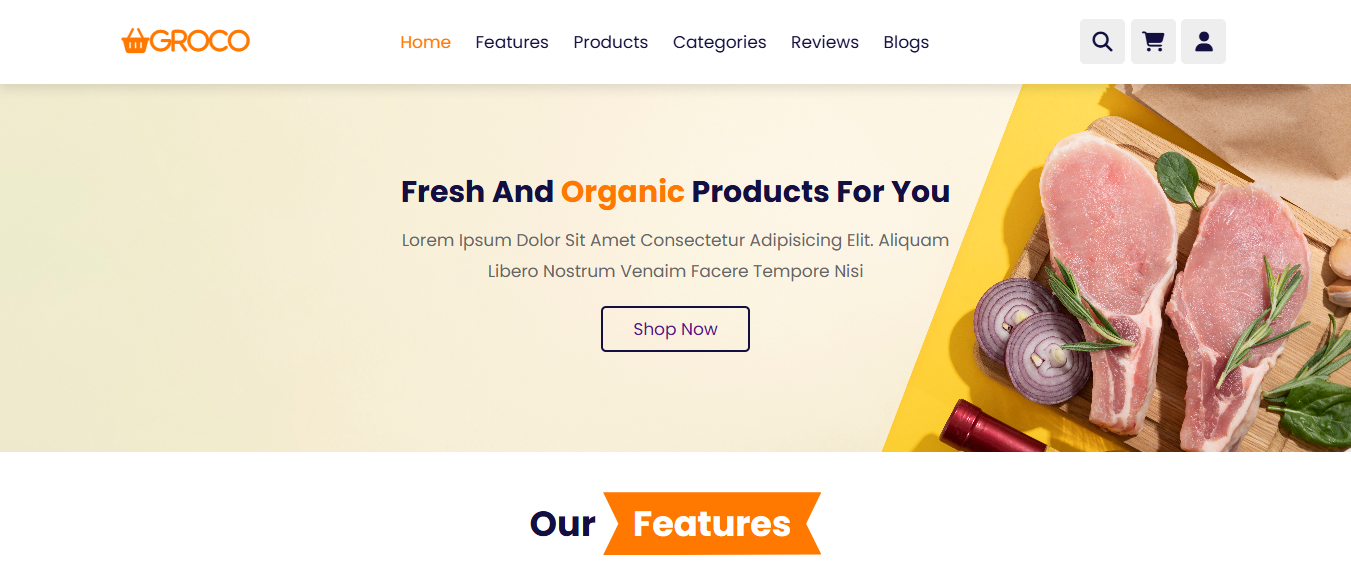 GROCO
Home Features Products Categories Reviews Blogs
Fresh And Organic Products For You
Lorem Ipsum Dolor Sit Amet Consectetur Adipisicing Elit. Aliquam
Libero Nostrum Venaim Facere Tempore Nisi
Shop Now
Our Features